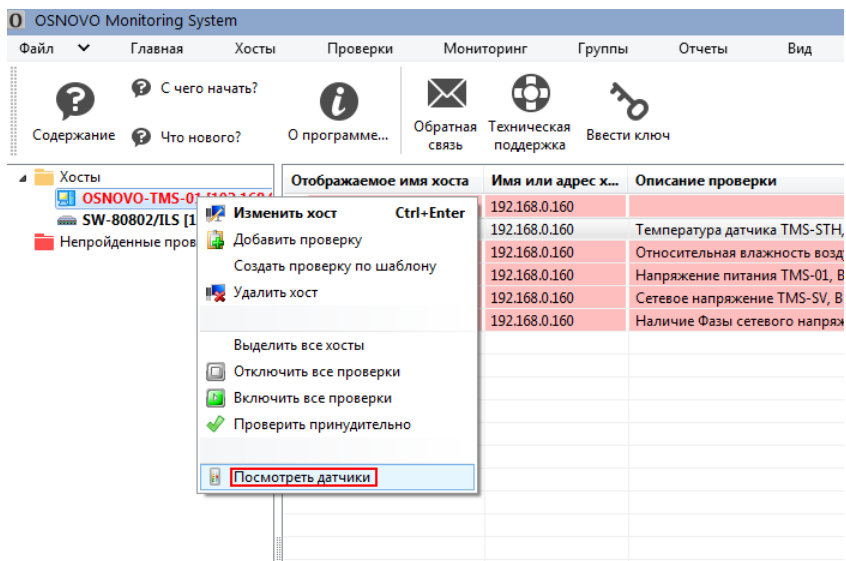 OSNOVO Monitoring System
Файл Главная Хосты Проверки Мониторинг Группы Отчеты Вид
Содержание
С чего начать?
Что нового?
О программе...
Обратная связь
Техническая поддержка
Ввести ключ
Хосты
OSNOVO-TMS-01
SW-80802/ILS [1
Непройденные пров
Изменить хост Ctrl+Enter
Добавить проверку
Создать проверку по шаблону
Удалить хост
Выделить все хосты
Отключить все проверки
Включить все проверки
Проверить принудительно
Посмотреть датчики
Отображаемое имя хоста Имя или адрес х... Описание проверки
192.168.0.160
192.168.0.160 Температура датчика TMS-STH,
192.168.0.160 Относительная влажность возд
192.168.0.160 Напряжение питания TMS-01, В
192.168.0.160 Сетевое напряжение TMS-SV, В
192.168.0.160 Наличие Фазы сетевого напряж